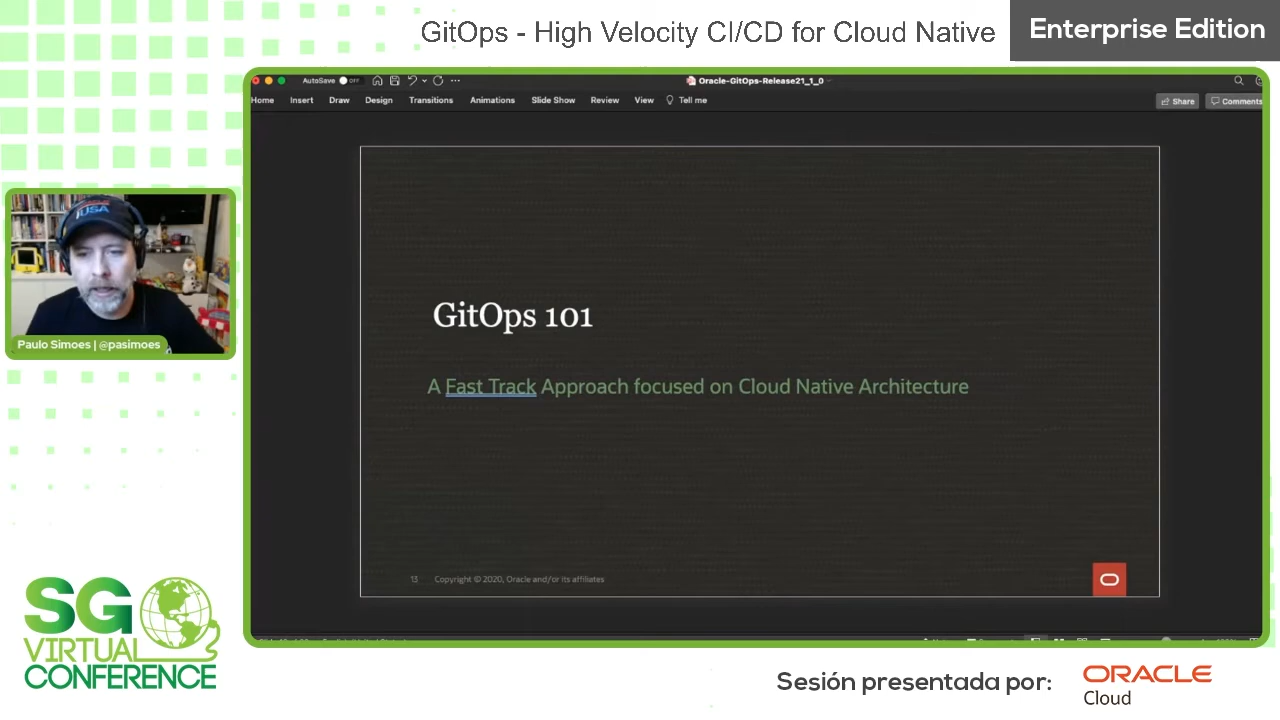 GitOps - High Velocity CI/CD for Cloud Native
Enterprise Edition
AutoSave OFF
Oracle-GitOps-Release21_1_0
Home Insert Draw Design Transitions Animations Slide Show Review View Tell me
Share Comments
USA
Paulo Simoes | @pasimoes
GitOps 101
A Fast Track Approach focused on Cloud Native Architecture
13 Copyright © 2020, Oracle and/or its affiliates
SG
VIRTUAL
CONFERENCE
Sesión presentada por:
ORACLE
Cloud